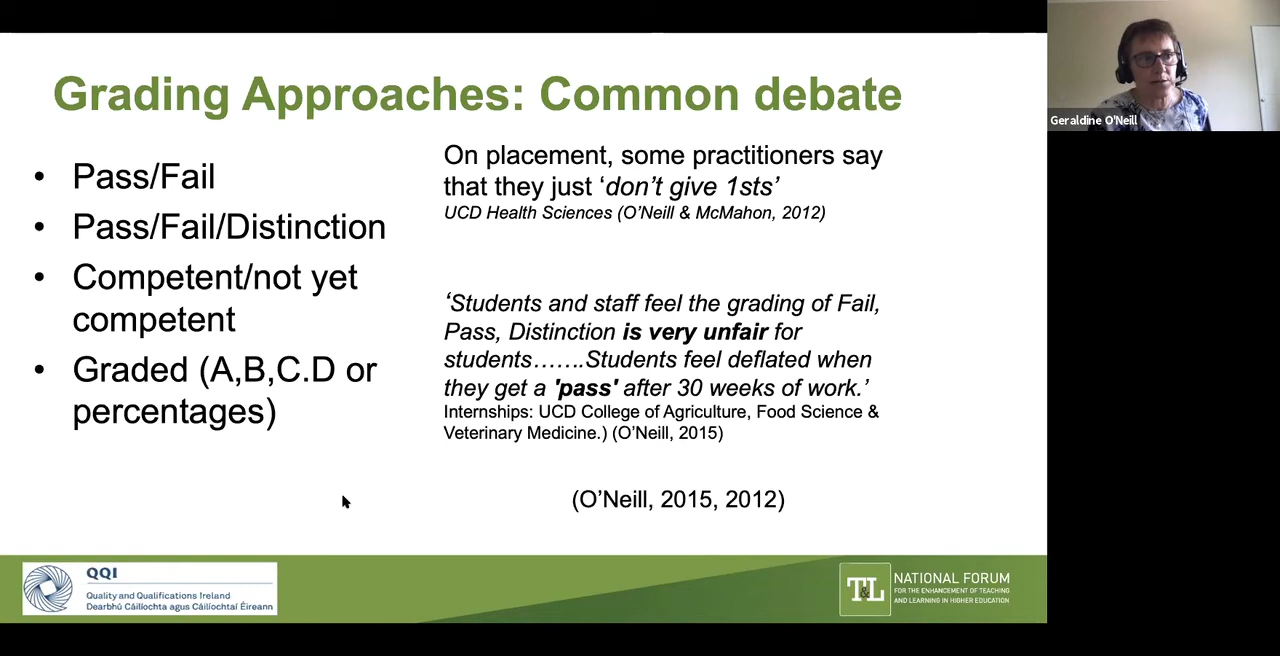 Grading Approaches: Common debate
• Pass/Fail
• Pass/Fail/Distinction
• Competent/not yet
competent
• Graded (A,B,C.D or
percentages)
On placement, some practitioners say
that they just ‘don’t give 1sts’
UCD Health Sciences (O’Neill & McMahon, 2012)
‘Students and staff feel the grading of Fail,
Pass, Distinction is very unfair for
students…….Students feel deflated when
they get a 'pass' after 30 weeks of work.’
Internships: UCD College of Agriculture, Food Science &
Veterinary Medicine.) (O’Neill, 2015)
(O’Neill, 2015, 2012)
QQI
Quality and Qualifications Ireland
Dearbhú Cáilíochta agus Cáilíochtaí Éireann
T&L
NATIONAL FORUM
FOR THE ENHANCEMENT OF TEACHING
AND LEARNING IN HIGHER EDUCATION
Geraldine O'Neill